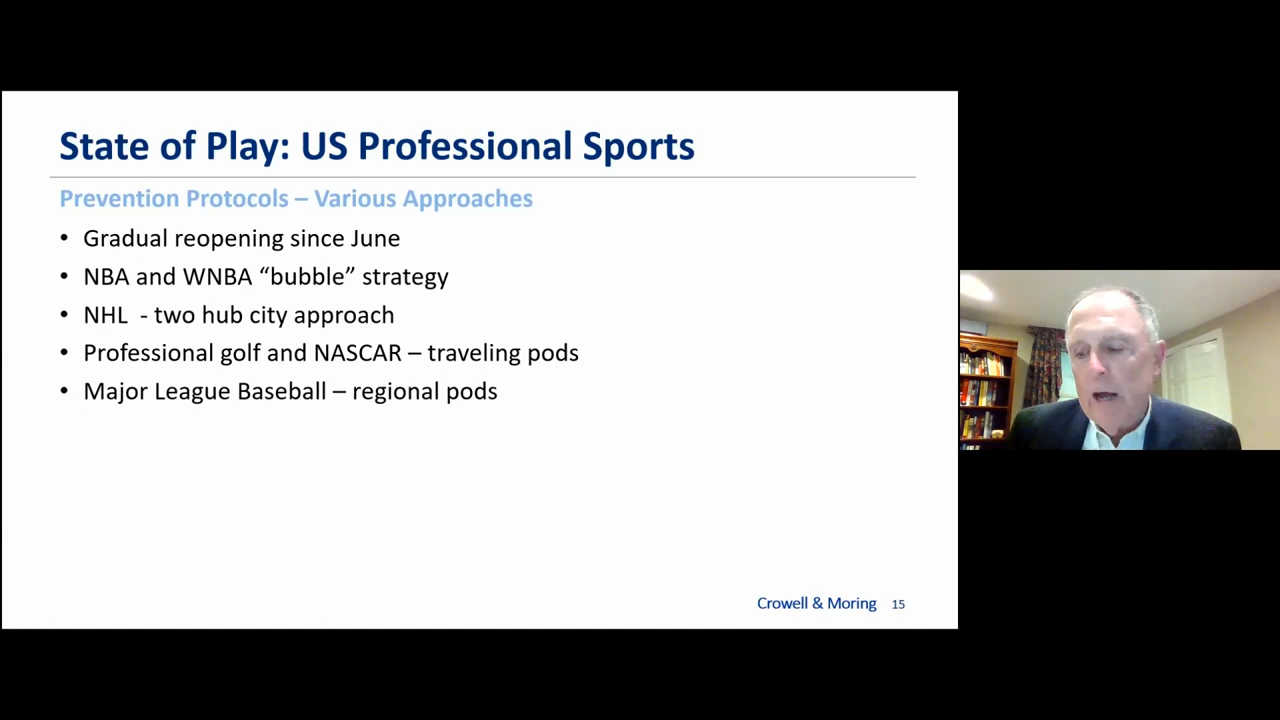 State of Play: US Professional Sports
Prevention Protocols – Various Approaches
• Gradual reopening since June
• NBA and WNBA “bubble” strategy
• NHL - two hub city approach
• Professional golf and NASCAR – traveling pods
• Major League Baseball – regional pods
Crowell & Moring 15